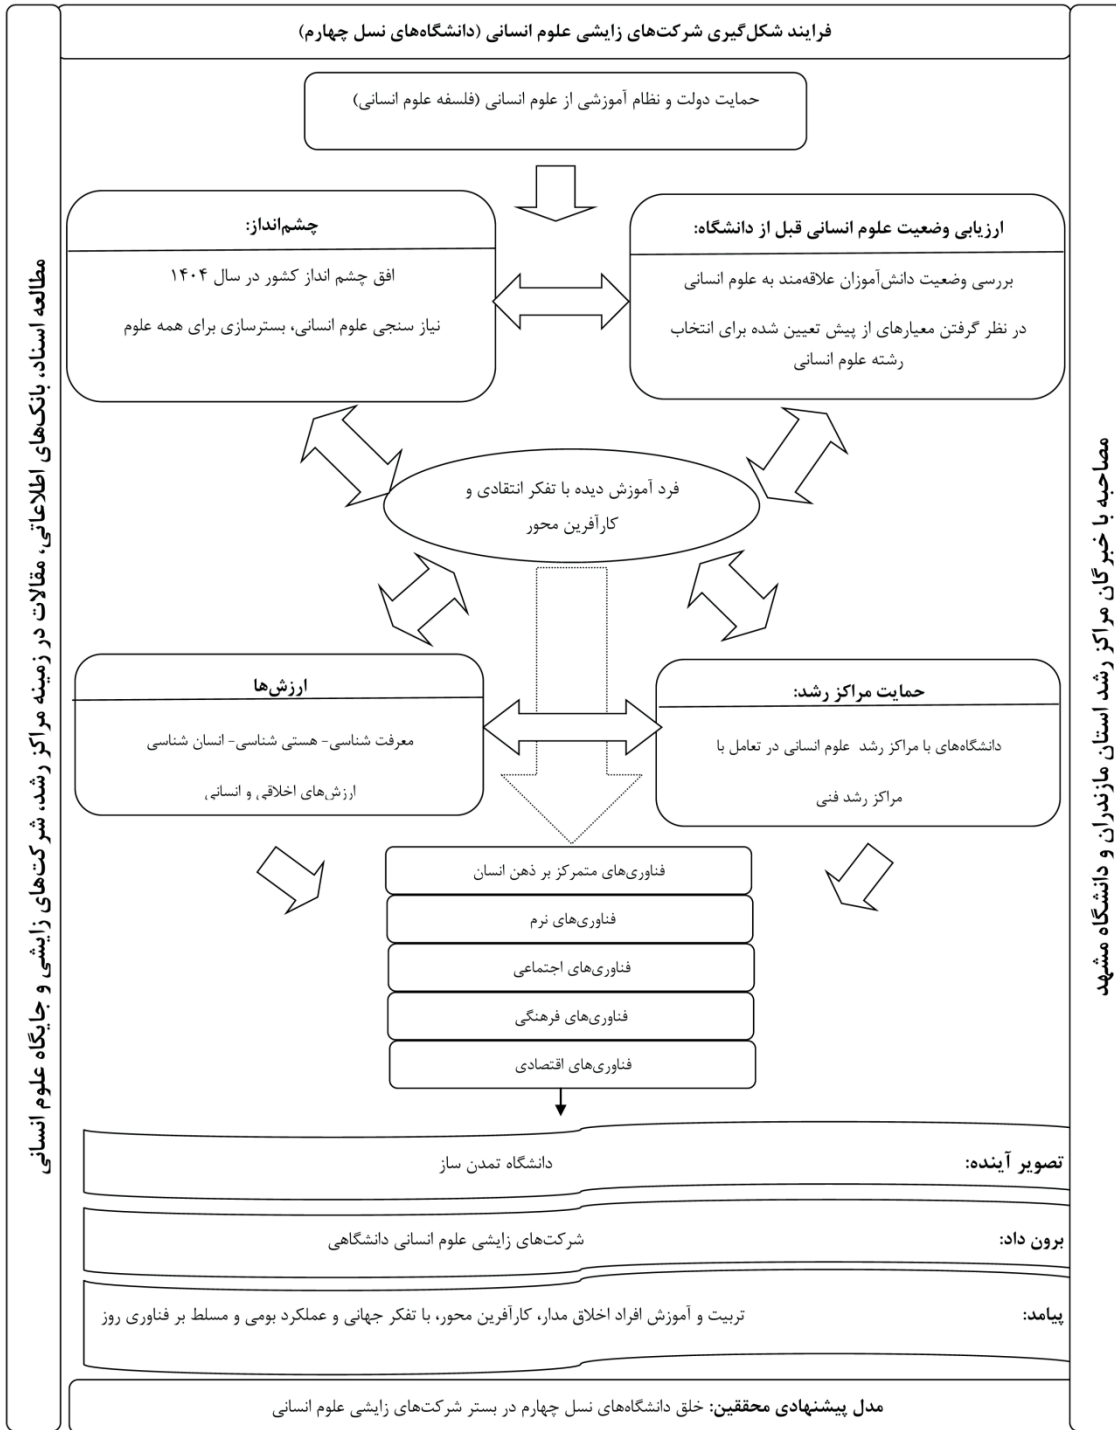 فرایند شکل‌گیری شرکت‌های زایشی علوم انسانی (دانشگاه‌های نسل چهارم)
حمایت دولت و نظام آموزشی از علوم انسانی (فلسفه علوم انسانی)
ارزیابی وضعیت علوم انسانی قبل از دانشگاه:
بررسی وضعیت دانش‌آموزان علاقه‌مند به علوم انسانی
در نظر گرفتن معیارهای از پیش تعیین شده برای انتخاب
رشته علوم انسانی
چشم‌انداز:
افق چشم انداز کشور در سال ۱۴۰۴
نیاز سنجی علوم انسانی، بسترسازی برای همه علوم
فرد آموزش دیده با تفکر انتقادی و
کارآفرین محور
حمایت مراکز رشد:
دانشگاه‌های با مراکز رشد علوم انسانی در تعامل با
مراکز رشد فنی
ارزش‌ها
معرفت شناسی- هستی شناسی- انسان شناسی
ارزش‌های اخلاقی و انسانی
فناوری‌های متمرکز بر ذهن انسان
فناوری‌های نرم
فناوری‌های اجتماعی
فناوری‌های فرهنگی
فناوری‌های اقتصادی
تصویر آینده: دانشگاه تمدن ساز
برون داد: شرکت‌های زایشی علوم انسانی دانشگاهی
پیامد: تربیت و آموزش افراد اخلاق مدار، کارآفرین محور، با تفکر جهانی و عملکرد بومی و مسلط بر فناوری روز
مدل پیشنهادی محققین: خلق دانشگاه‌های نسل چهارم در بستر شرکت‌های زایشی علوم انسانی
مصاحبه با خبرگان مراکز رشد استان مازندران و دانشگاه مشهد
مطالعه اسناد، بانک‌های اطلاعاتی، مقالات در زمینه مراکز رشد، شرکت‌های زایشی و جایگاه علوم انسانی